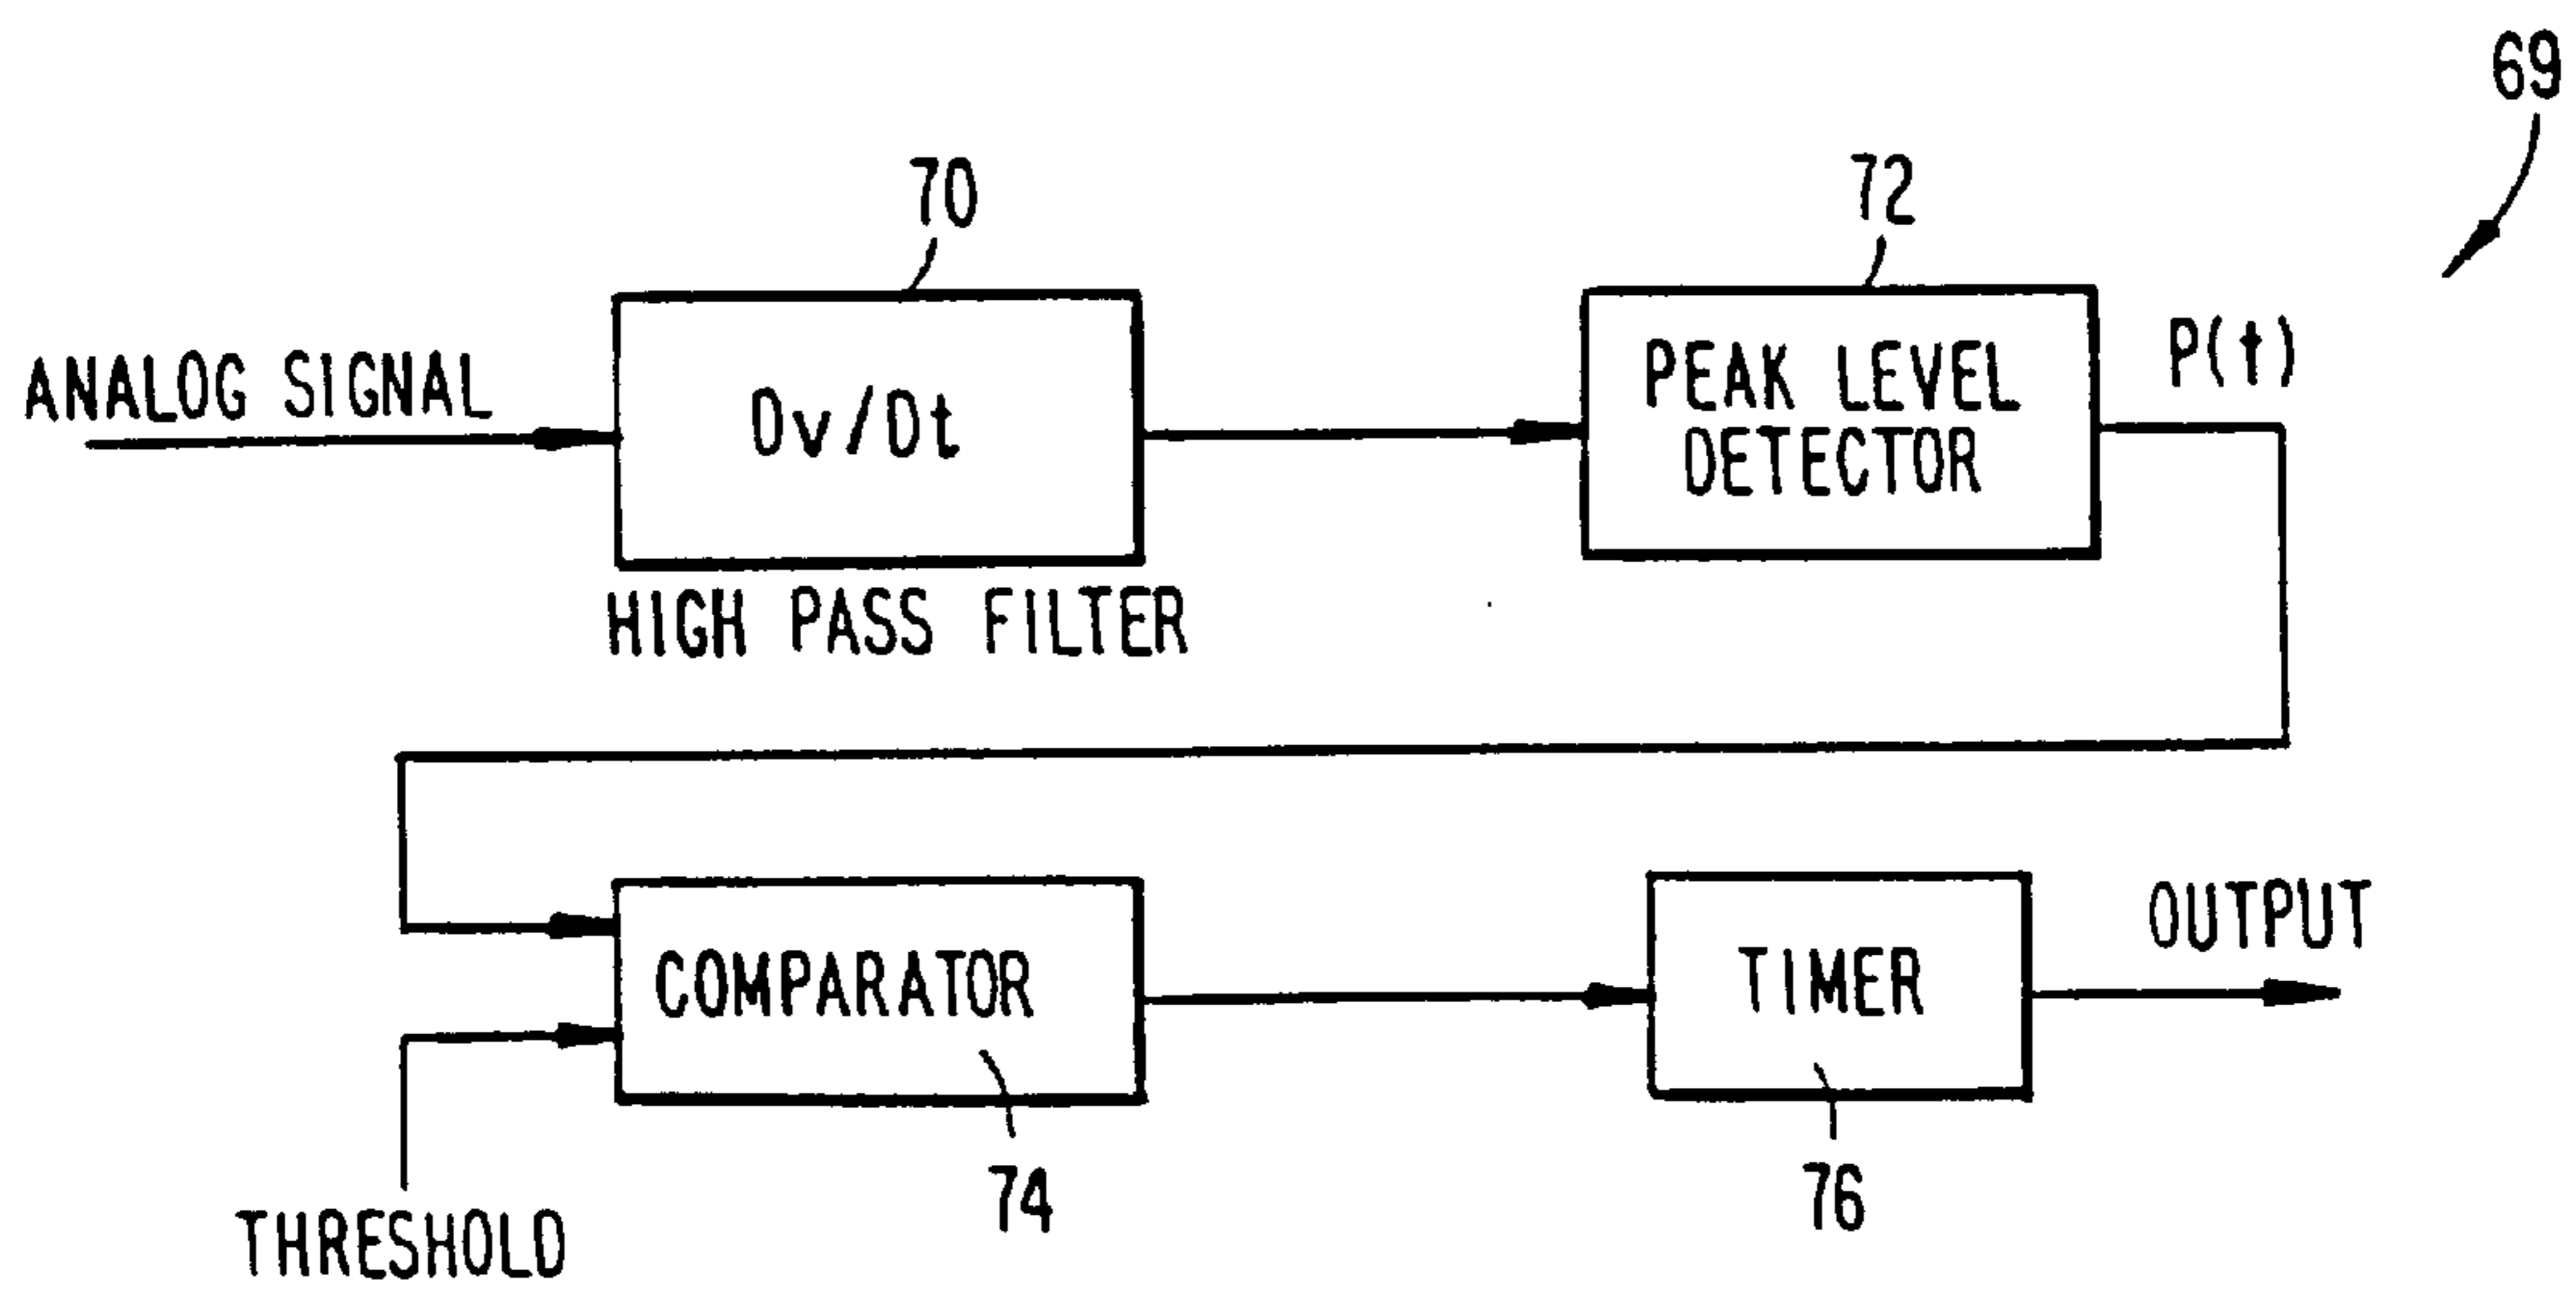 69
70
72
ANALOG SIGNAL
Dv/Dt
PEAK LEVEL
DETECTOR
P(t)
HIGH PASS FILTER
COMPARATOR
TIMER
OUTPUT
74
76
THRESHOLD